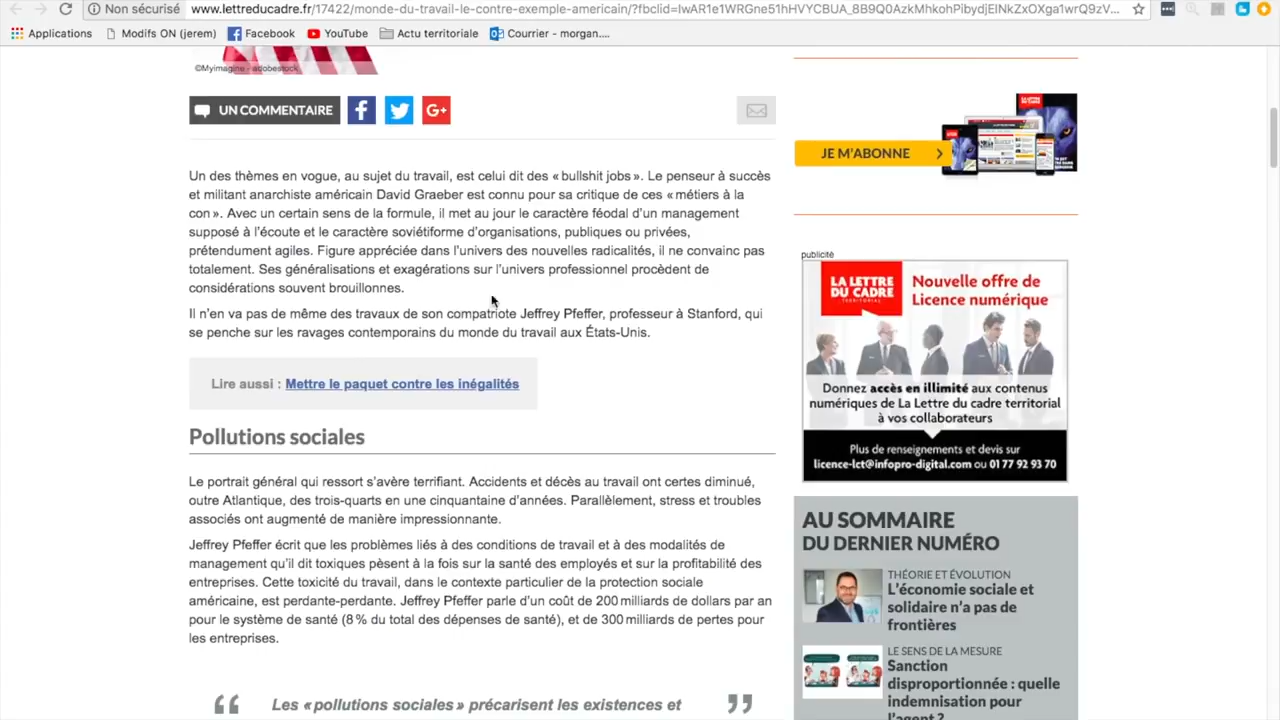 Non sécurisé
www.lettreducadre.fr/17422/monde-du-travail-le-contre-exemple-americain/?fbclid=IwAR1e1WRGne51hHVYCBUA_8B9Q0AzkMhkohPibydjElNkZxOXga1wrQ9zV...
Applications
Modifs ON (jerem)
Facebook
YouTube
Actu territoriale
Courrier - morgan....
©Myimagine - adobestock
UN COMMENTAIRE
Un des thèmes en vogue, au sujet du travail, est celui dit des « bullshit jobs ». Le penseur à succès
et militant anarchiste américain David Graeber est connu pour sa critique de ces « métiers à la
con ». Avec un certain sens de la formule, il met au jour le caractère féodal d'un management
supposé à l'écoute et le caractère soviétiforme d'organisations, publiques ou privées,
prétendument agiles. Figure appréciée dans l'univers des nouvelles radicalités, il ne convainc pas
totalement. Ses généralisations et exagérations sur l'univers professionnel procèdent de
considérations souvent brouillonnes.
Il n'en va pas de même des travaux de son compatriote Jeffrey Pfeffer, professeur à Stanford, qui
se penche sur les ravages contemporains du monde du travail aux États-Unis.
Lire aussi : Mettre le paquet contre les inégalités
Pollutions sociales
Le portrait général qui ressort s'avère terrifiant. Accidents et décès au travail ont certes diminué,
outre Atlantique, des trois-quarts en une cinquantaine d'années. Parallèlement, stress et troubles
associés ont augmenté de manière impressionnante.
Jeffrey Pfeffer écrit que les problèmes liés à des conditions de travail et à des modalités de
management qu'il dit toxiques pèsent à la fois sur la santé des employés et sur la profitabilité des
entreprises. Cette toxicité du travail, dans le contexte particulier de la protection sociale
américaine, est perdante-perdante. Jeffrey Pfeffer parle d'un coût de 200 milliards de dollars par an
pour le système de santé (8 % du total des dépenses de santé), et de 300 milliards de pertes pour
les entreprises.
“ Les « pollutions sociales » précarisent les existences et ”
JE M'ABONNE
publicité
LA LETTRE
DU CADRE
TERRITORIAL
Nouvelle offre de
Licence numérique
Donnez accès en illimité aux contenus
numériques de La Lettre du cadre territorial
à vos collaborateurs
Plus de renseignements et devis sur
licence-lct@infopro-digital.com ou 01 77 92 93 70
AU SOMMAIRE
DU DERNIER NUMÉRO
THÉORIE ET ÉVOLUTION
L'économie sociale et
solidaire n'a pas de
frontières
LE SENS DE LA MESURE
Sanction
disproportionnée : quelle
indemnisation pour
l'agent ?